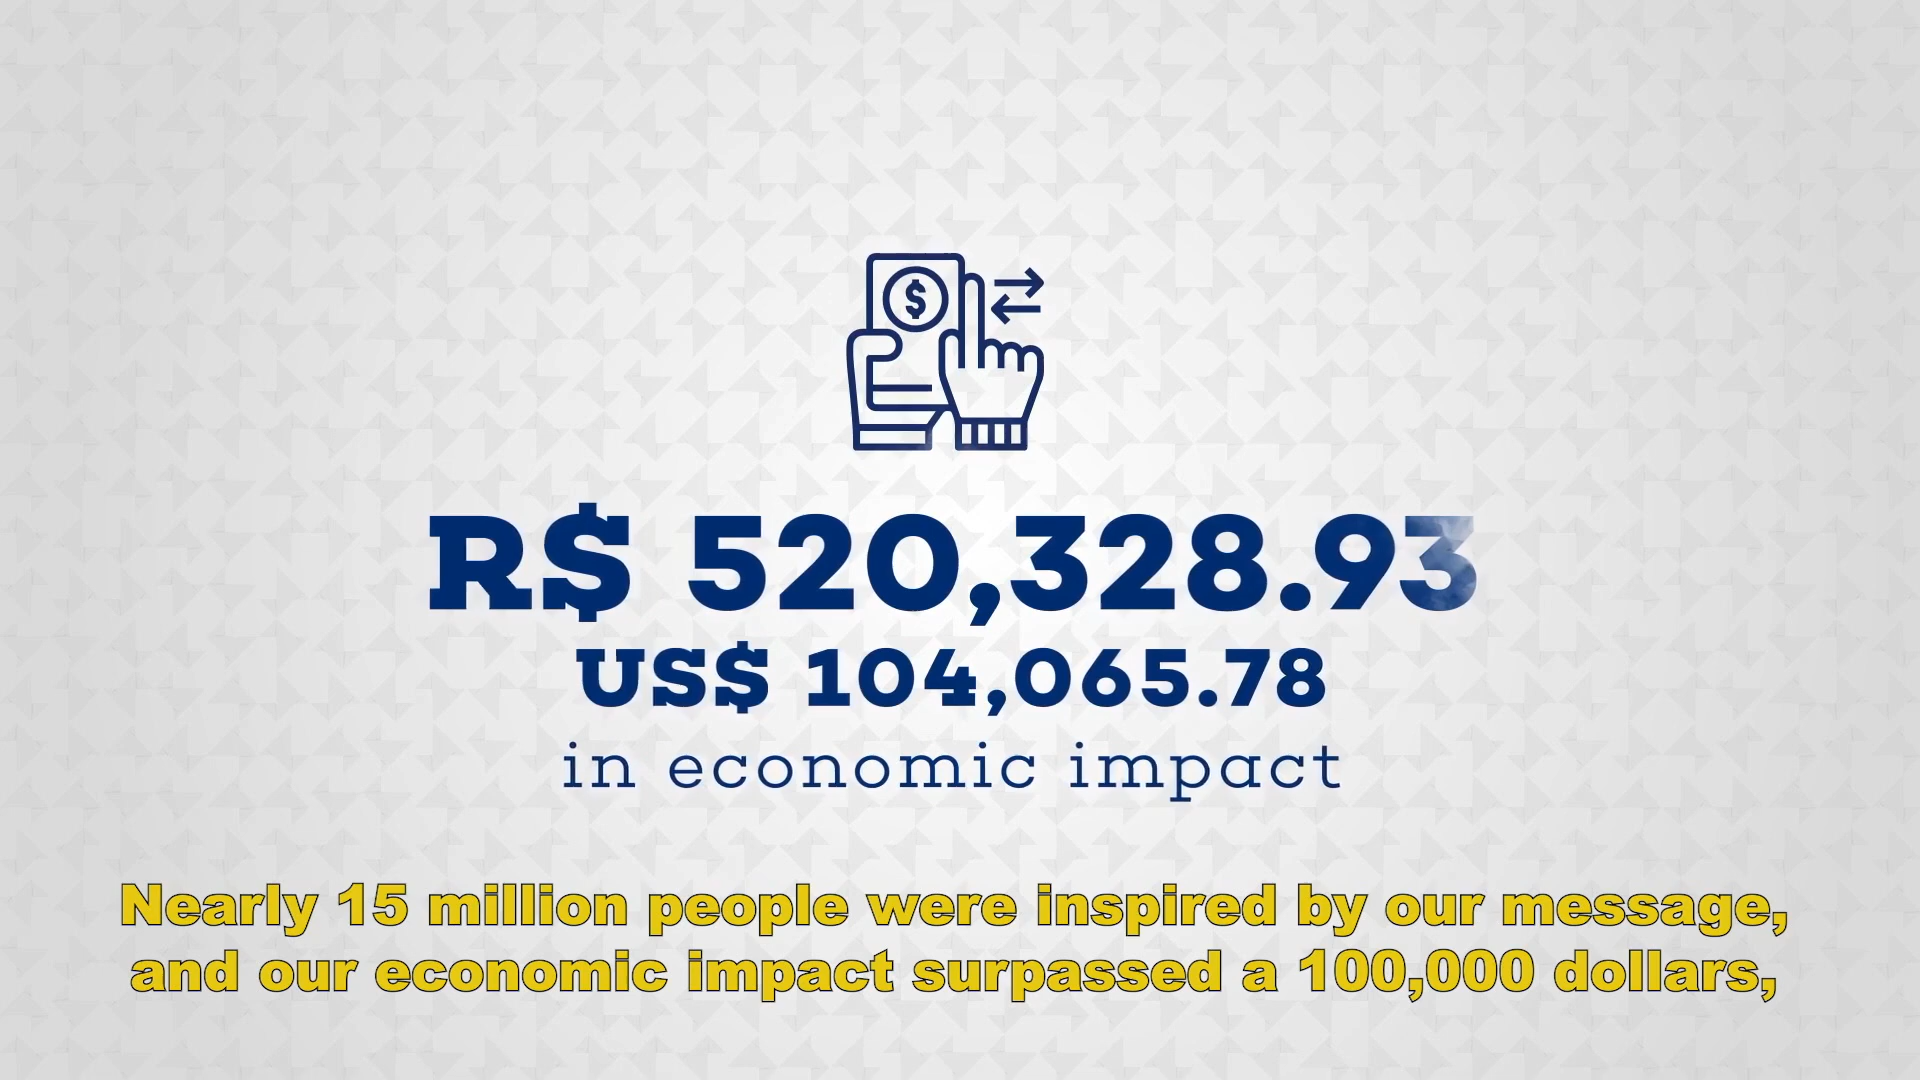 $
R$ 520,328.93
US$ 104,065.78
in economic impact
Nearly 15 million people were inspired by our message,
and our economic impact surpassed a 100,000 dollars,